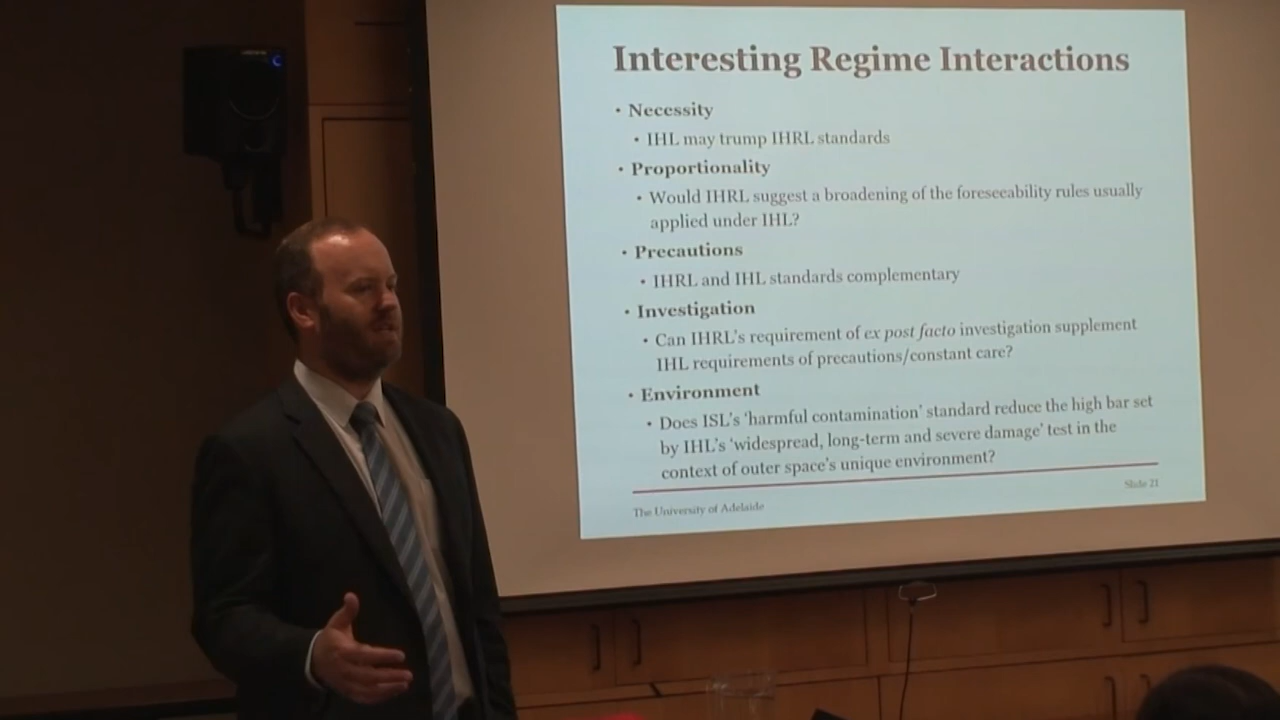 Interesting Regime Interactions
• Necessity
• IHL may trump IHRL standards
• Proportionality
• Would IHRL suggest a broadening of the foreseeability rules usually
applied under IHL?
• Precautions
• IHRL and IHL standards complementary
• Investigation
• Can IHRL's requirement of ex post facto investigation supplement
IHL requirements of precautions/constant care?
• Environment
• Does ISL's 'harmful contamination' standard reduce the high bar set
by IHL's 'widespread, long-term and severe damage' test in the
context of outer space's unique environment?
Slide 21
The University of Adelaide